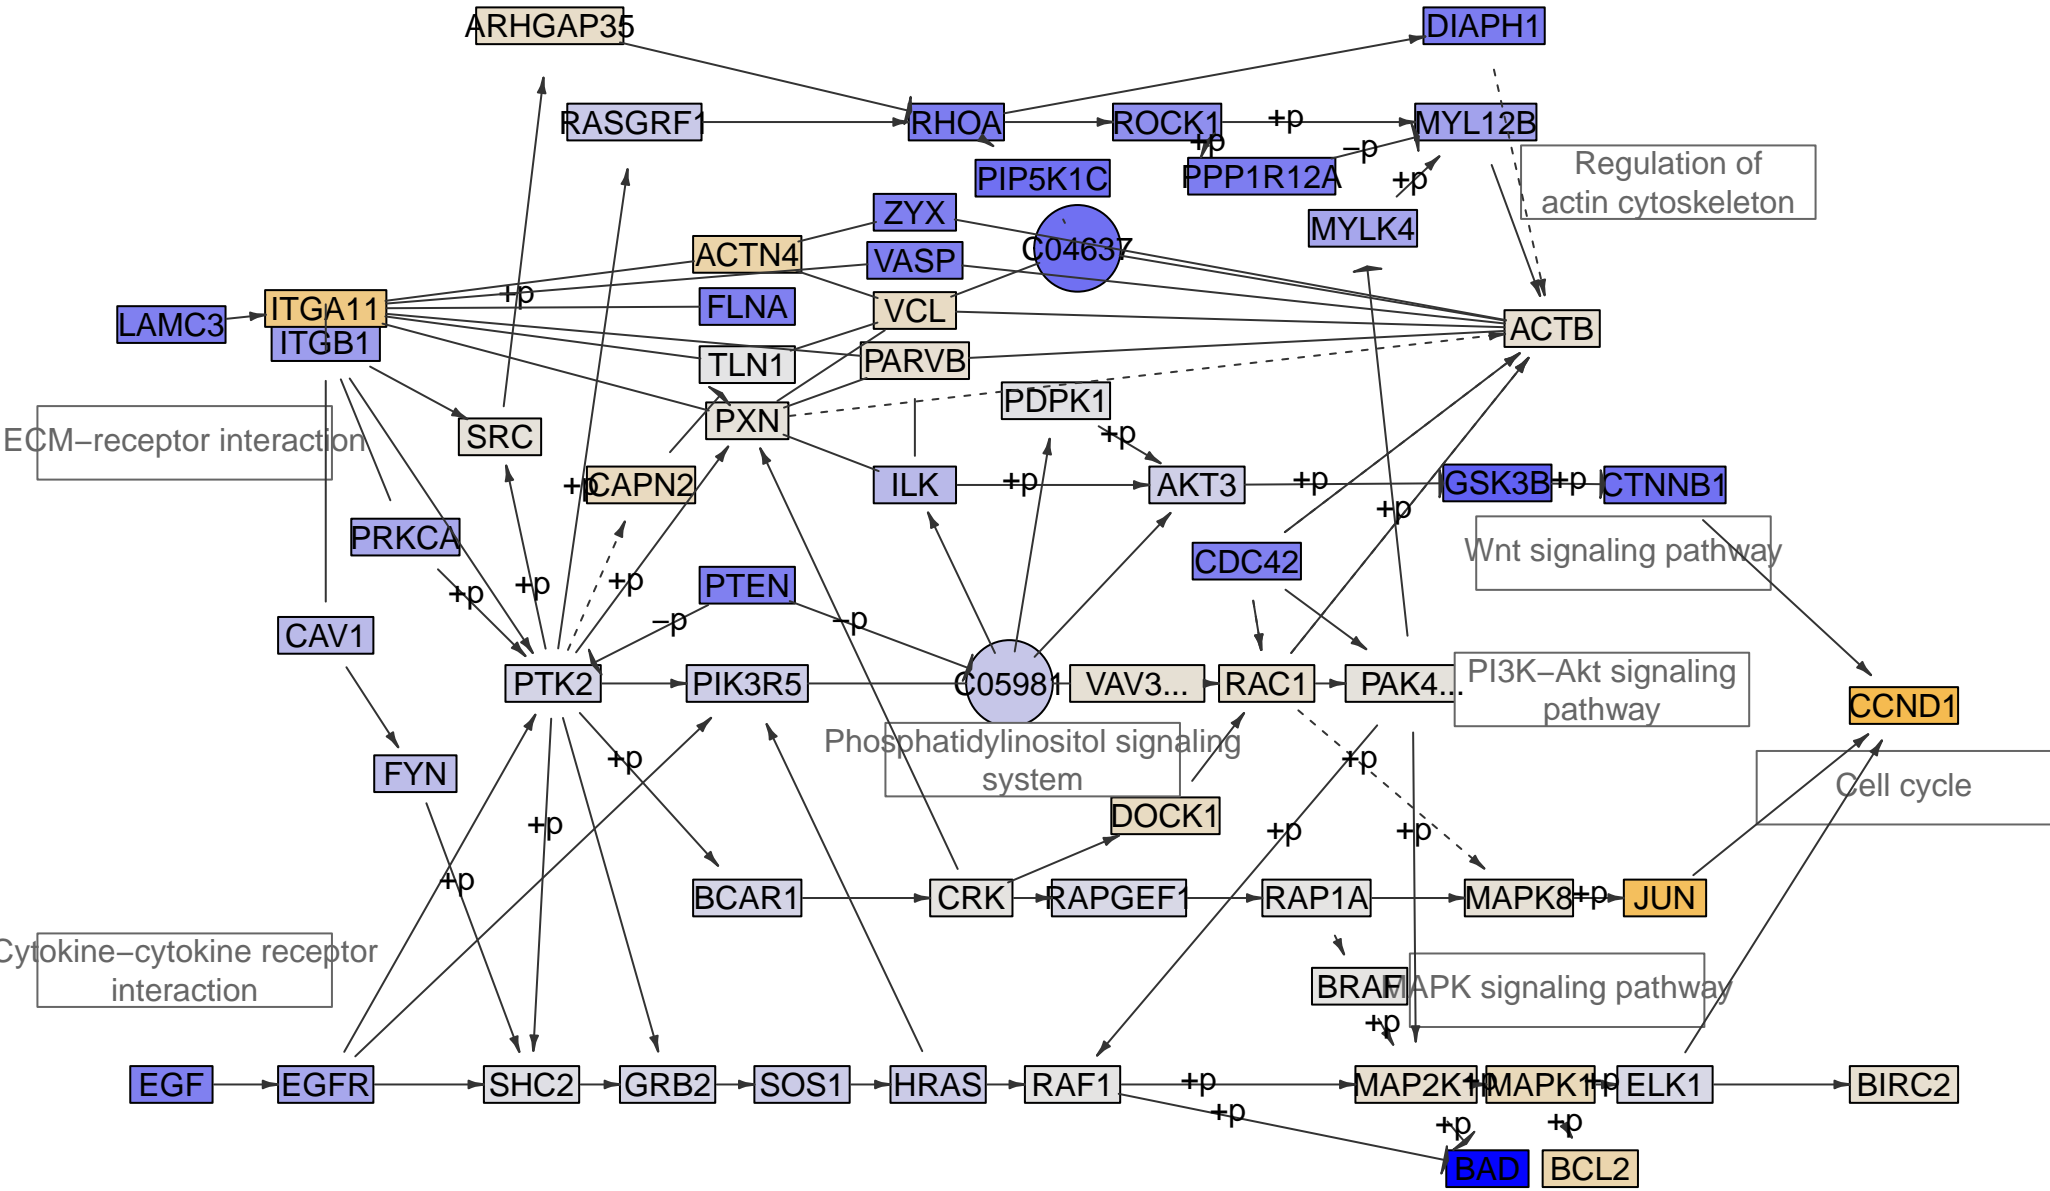 ARHGAP35
DIAPH1
RASGRF1
RHOA
ROCK1
+p
MYL12B
+p
−p
PIP5K1C
PPP1R12A
+p
Regulation of
actin cytoskeleton
ZYX
MYLK4
ACTN4
VASP
C04637
+p
LAMC3
ITGA11
FLNA
VCL
ACTB
ITGB1
TLN1
PARVB
PDPK1
PXN
ECM−receptor interaction
SRC
+p
+p
CAPN2
ILK
+p
AKT3
+p
GSK3B
+p
CTNNB1
+p
PRKCA
Wnt signaling pathway
CDC42
+p
+p
+p
PTEN
−p
−p
CAV1
PTK2
PIK3R5
C05981
VAV3...
RAC1
PAK4...
PI3K−Akt signaling
pathway
CCND1
Phosphatidylinositol signaling
system
+p
+p
FYN
Cell cycle
DOCK1
+p
+p
+p
+p
BCAR1
CRK
RAPGEF1
RAP1A
MAPK8
+p
JUN
Cytokine−cytokine receptor
interaction
BRAF
MAPK signaling pathway
+p
EGF
EGFR
SHC2
GRB2
SOS1
HRAS
RAF1
+p
MAP2K1
+p
MAPK1
+p
ELK1
BIRC2
+p
+p
+p
BAD
BCL2